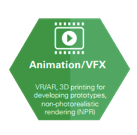 Animation/VFX
VR/AR, 3D printing for
developing prototypes,
non-photorealistic
rendering (NPR)